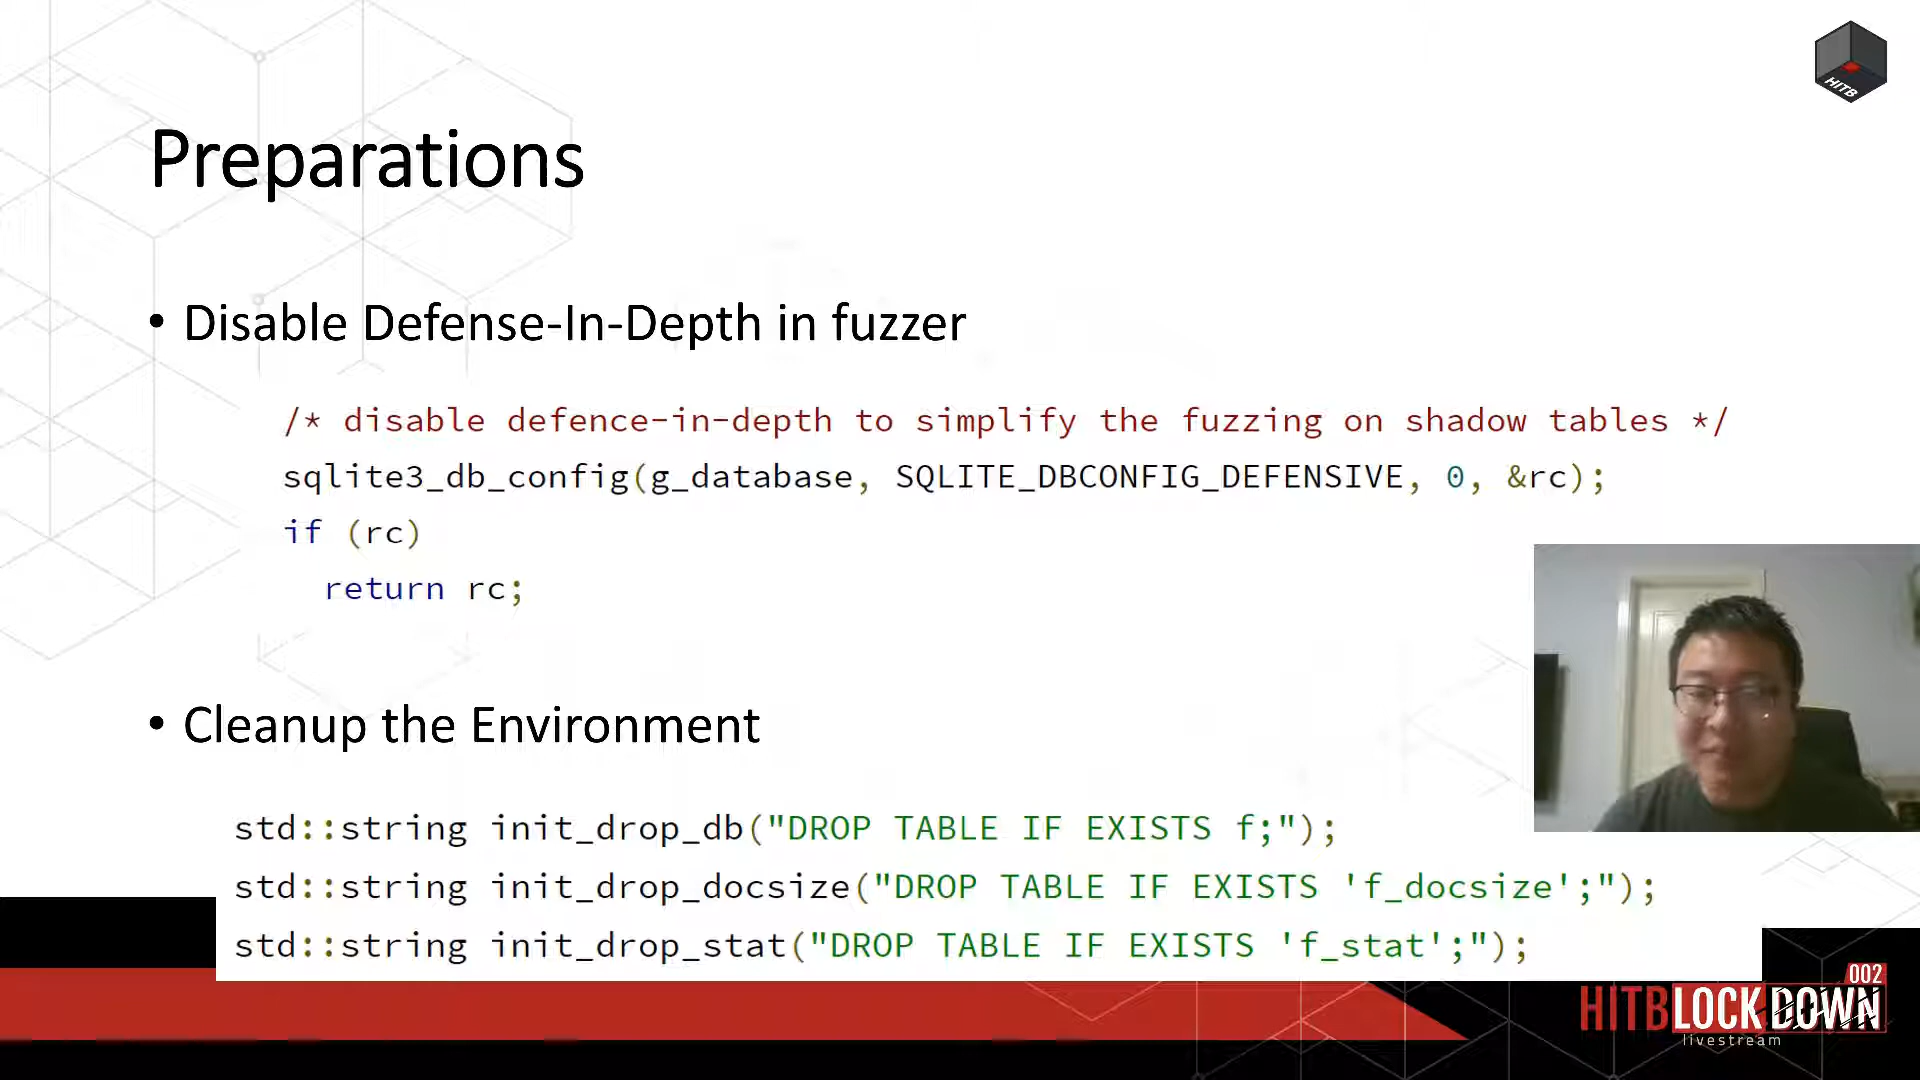 HITB
Preparations
• Disable Defense-In-Depth in fuzzer
/* disable defence-in-depth to simplify the fuzzing on shadow tables */
sqlite3_db_config(g_database, SQLITE_DBCONFIG_DEFENSIVE, 0, &rc);
if (rc)
return rc;
• Cleanup the Environment
std::string init_drop_db("DROP TABLE IF EXISTS f;");
std::string init_drop_docsize("DROP TABLE IF EXISTS 'f_docsize';");
std::string init_drop_stat("DROP TABLE IF EXISTS 'f_stat';");
002
HITBLOCKDOWN
livestream